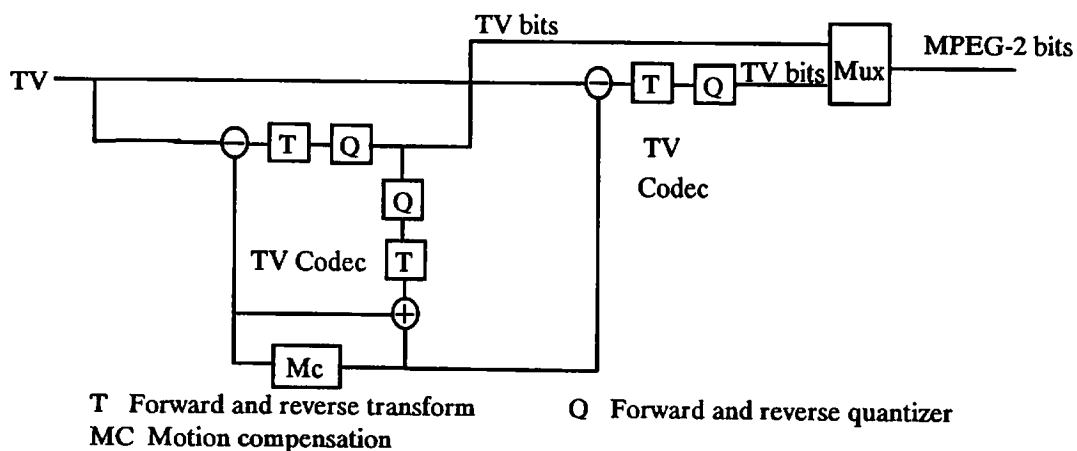 TV bits
MPEG-2 bits
TV
T
Q
TV bits
Mux
T
Q
TV
Codec
Q
TV Codec
T
Mc
T Forward and reverse transform
Q Forward and reverse quantizer
MC Motion compensation